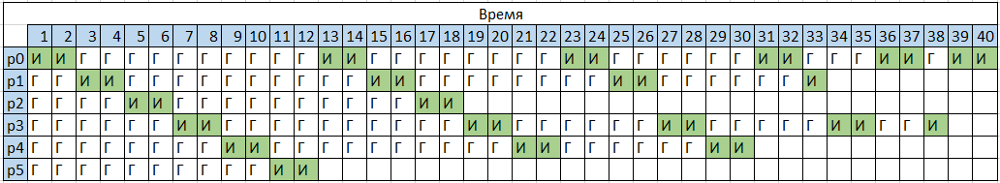 Время
1 2 3 4 5 6 7 8 9 10 11 12 13 14 15 16 17 18 19 20 21 22 23 24 25 26 27 28 29 30 31 32 33 34 35 36 37 38 39 40
p0 И И Г Г Г Г Г Г Г Г Г Г И И Г Г Г Г Г Г Г Г И И Г Г Г Г Г Г И И Г Г Г И И Г И И
p1 Г Г И И Г Г Г Г Г Г Г Г Г Г И И Г Г Г Г Г Г Г Г И И Г Г Г Г Г Г И
p2 Г Г Г Г И И Г Г Г Г Г Г Г Г Г Г И И
p3 Г Г Г Г Г Г И И Г Г Г Г Г Г Г Г Г Г И И Г Г Г Г Г Г И И Г Г Г Г Г И И Г Г И
p4 Г Г Г Г Г Г Г Г И И Г Г Г Г Г Г Г Г Г Г И И Г Г Г Г Г Г И И
p5 Г Г Г Г Г Г Г Г Г Г И И